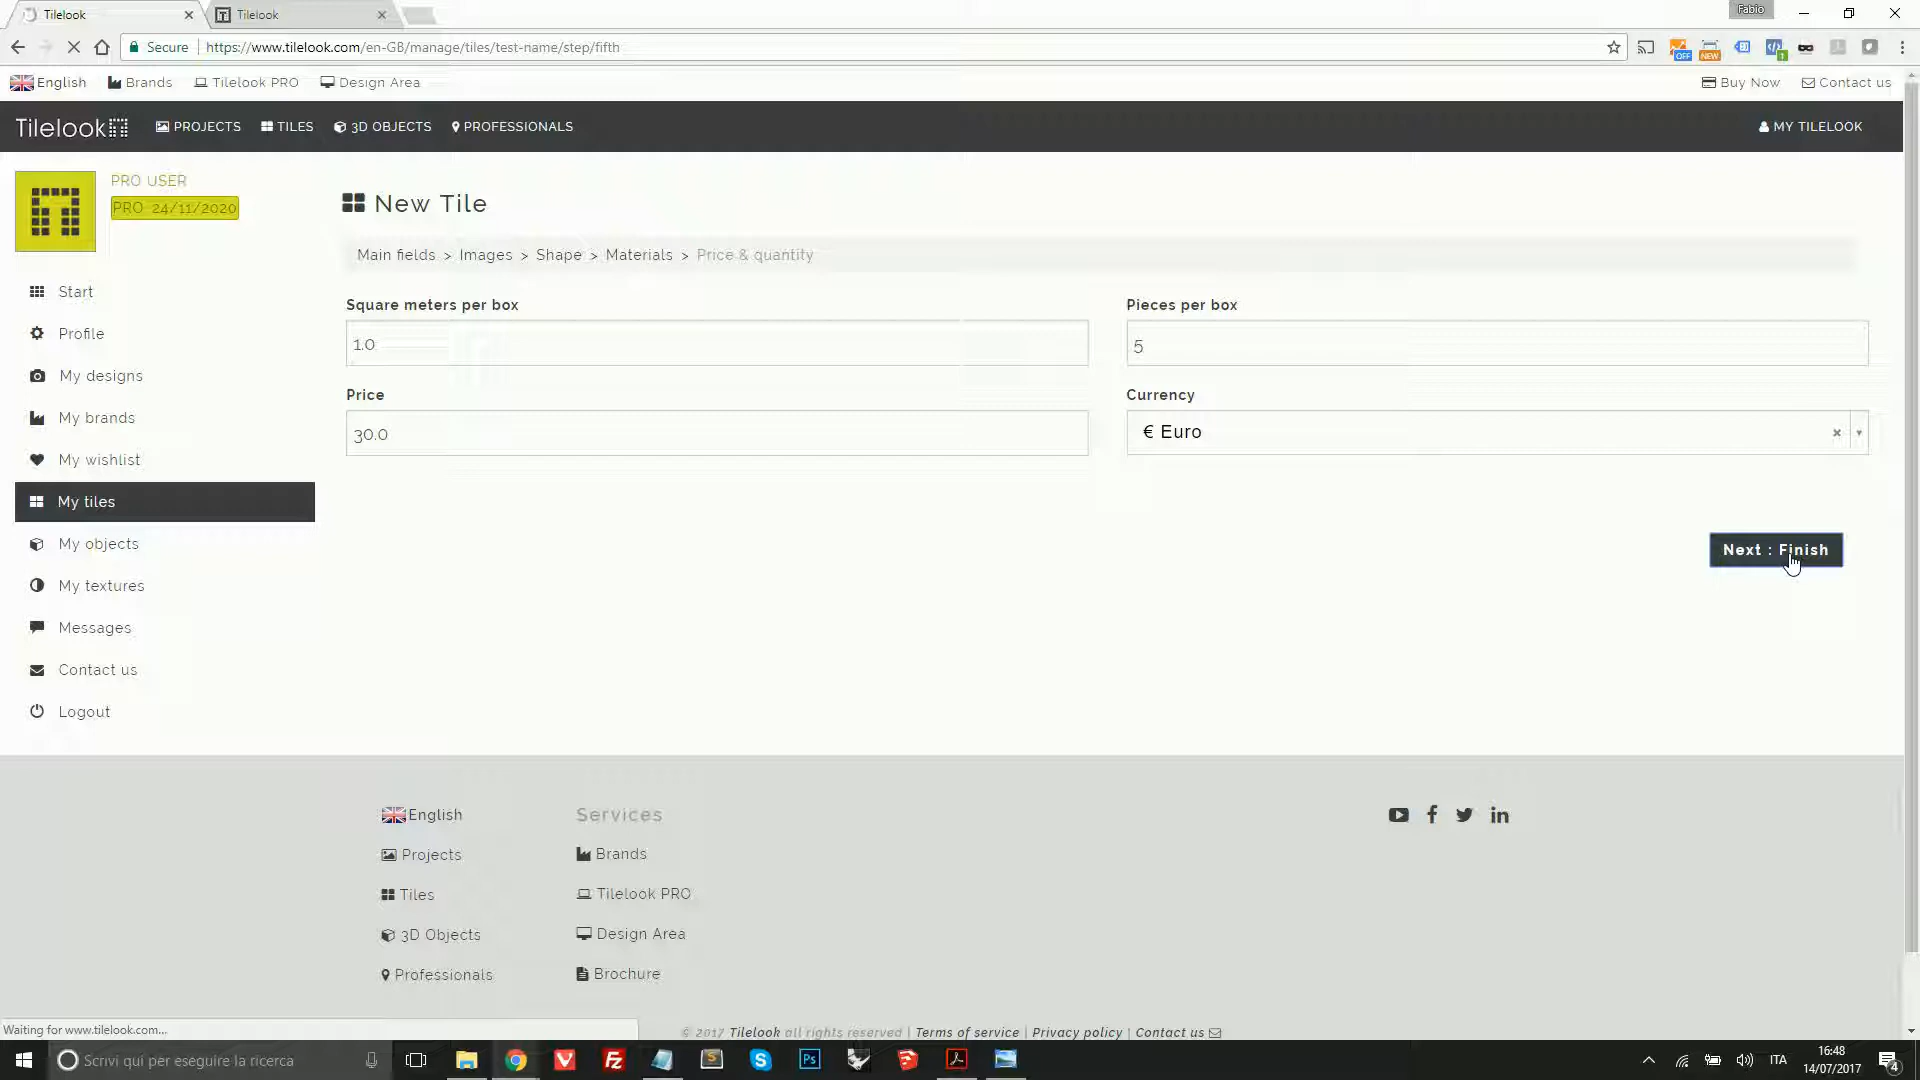 Tilelook
Tilelook
Fabio
Secure
https://www.tilelook.com/en-GB/manage/tiles/test-name/step/fifth
OFF
NEW
1
English
Brands
Tilelook PRO
Design Area
Buy Now
Contact us
Tilelook
PROJECTS
TILES
3D OBJECTS
PROFESSIONALS
MY TILELOOK
PRO USER
PRO 24/11/2020
Start
Profile
My designs
My brands
My wishlist
My tiles
My objects
My textures
Messages
Contact us
Logout
New Tile
Main fields > Images > Shape > Materials > Price & quantity
Square meters per box
1.0
Pieces per box
5
Price
30.0
Currency
€ Euro
Next : Finish
English
Projects
Tiles
3D Objects
Professionals
Services
Brands
Tilelook PRO
Design Area
Brochure
© 2017 Tilelook all rights reserved | Terms of service | Privacy policy | Contact us
Waiting for www.tilelook.com...
Scrivi qui per eseguire la ricerca
Ps
ITA
16:48
14/07/2017
4